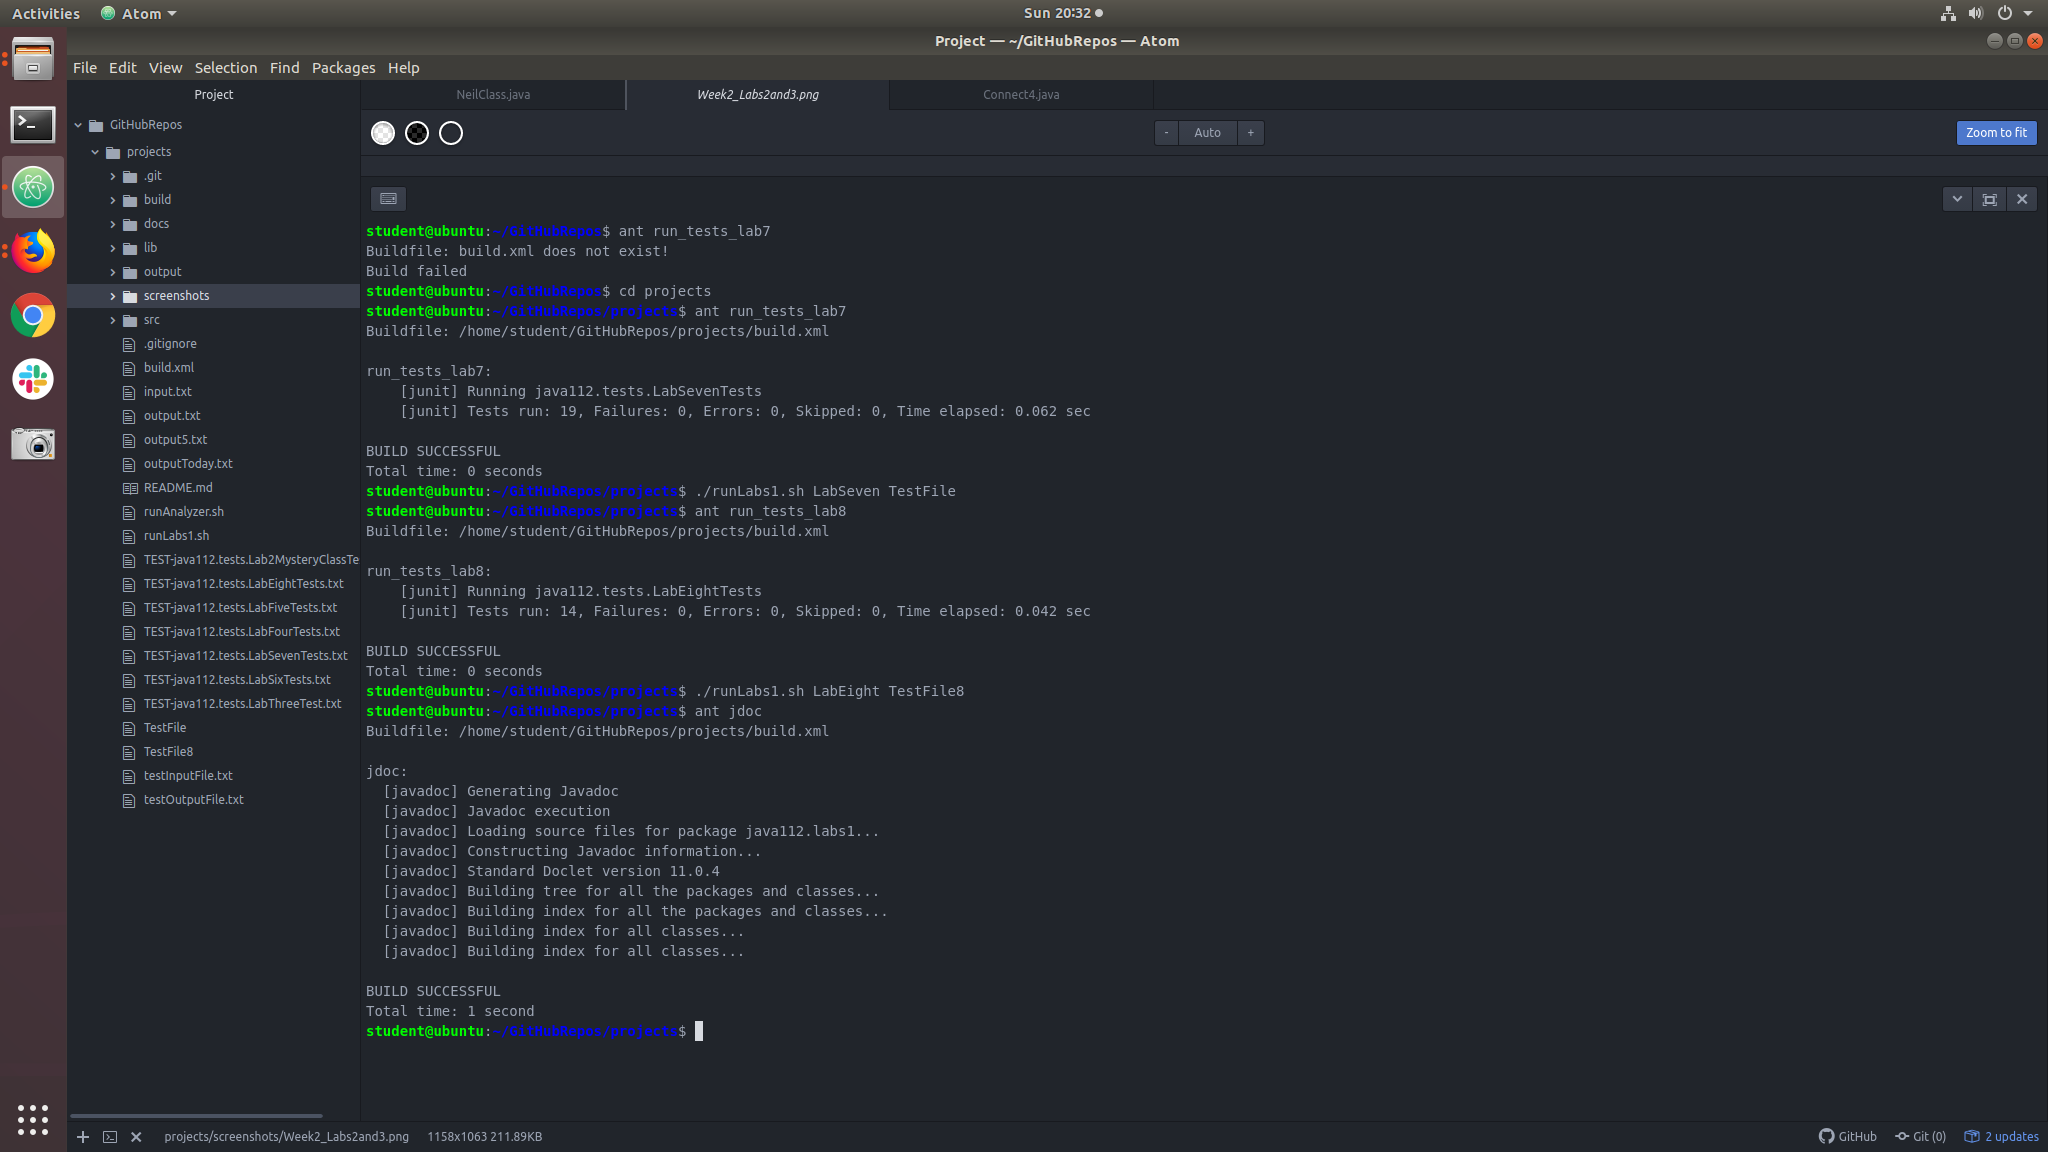 Activities Atom Sun 20:32
Project — ~/GitHubRepos — Atom
File Edit View Selection Find Packages Help
Project
GitHubRepos
projects
.git
build
docs
lib
output
screenshots
src
.gitignore
build.xml
input.txt
output.txt
output5.txt
outputToday.txt
README.md
runAnalyzer.sh
runLabs1.sh
TEST-java112.tests.Lab2MysteryClassTe
TEST-java112.tests.LabEightTests.txt
TEST-java112.tests.LabFiveTests.txt
TEST-java112.tests.LabFourTests.txt
TEST-java112.tests.LabSevenTests.txt
TEST-java112.tests.LabSixTests.txt
TEST-java112.tests.LabThreeTest.txt
TestFile
TestFile8
testInputFile.txt
testOutputFile.txt
NeilClass.java Week2_Labs2and3.png Connect4.java
- Auto + Zoom to fit
student@ubuntu:~/GitHubRepos$ ant run_tests_lab7
Buildfile: build.xml does not exist!
Build failed
student@ubuntu:~/GitHubRepos$ cd projects
student@ubuntu:~/GitHubRepos/projects$ ant run_tests_lab7
Buildfile: /home/student/GitHubRepos/projects/build.xml
run_tests_lab7:
[junit] Running java112.tests.LabSevenTests
[junit] Tests run: 19, Failures: 0, Errors: 0, Skipped: 0, Time elapsed: 0.062 sec
BUILD SUCCESSFUL
Total time: 0 seconds
student@ubuntu:~/GitHubRepos/projects$ ./runLabs1.sh LabSeven TestFile
student@ubuntu:~/GitHubRepos/projects$ ant run_tests_lab8
Buildfile: /home/student/GitHubRepos/projects/build.xml
run_tests_lab8:
[junit] Running java112.tests.LabEightTests
[junit] Tests run: 14, Failures: 0, Errors: 0, Skipped: 0, Time elapsed: 0.042 sec
BUILD SUCCESSFUL
Total time: 0 seconds
student@ubuntu:~/GitHubRepos/projects$ ./runLabs1.sh LabEight TestFile8
student@ubuntu:~/GitHubRepos/projects$ ant jdoc
Buildfile: /home/student/GitHubRepos/projects/build.xml
jdoc:
[javadoc] Generating Javadoc
[javadoc] Javadoc execution
[javadoc] Loading source files for package java112.labs1...
[javadoc] Constructing Javadoc information...
[javadoc] Standard Doclet version 11.0.4
[javadoc] Building tree for all the packages and classes...
[javadoc] Building index for all the packages and classes...
[javadoc] Building index for all classes...
[javadoc] Building index for all classes...
BUILD SUCCESSFUL
Total time: 1 second
student@ubuntu:~/GitHubRepos/projects$
projects/screenshots/Week2_Labs2and3.png 1158x1063 211.89KB GitHub Git (0) 2 updates